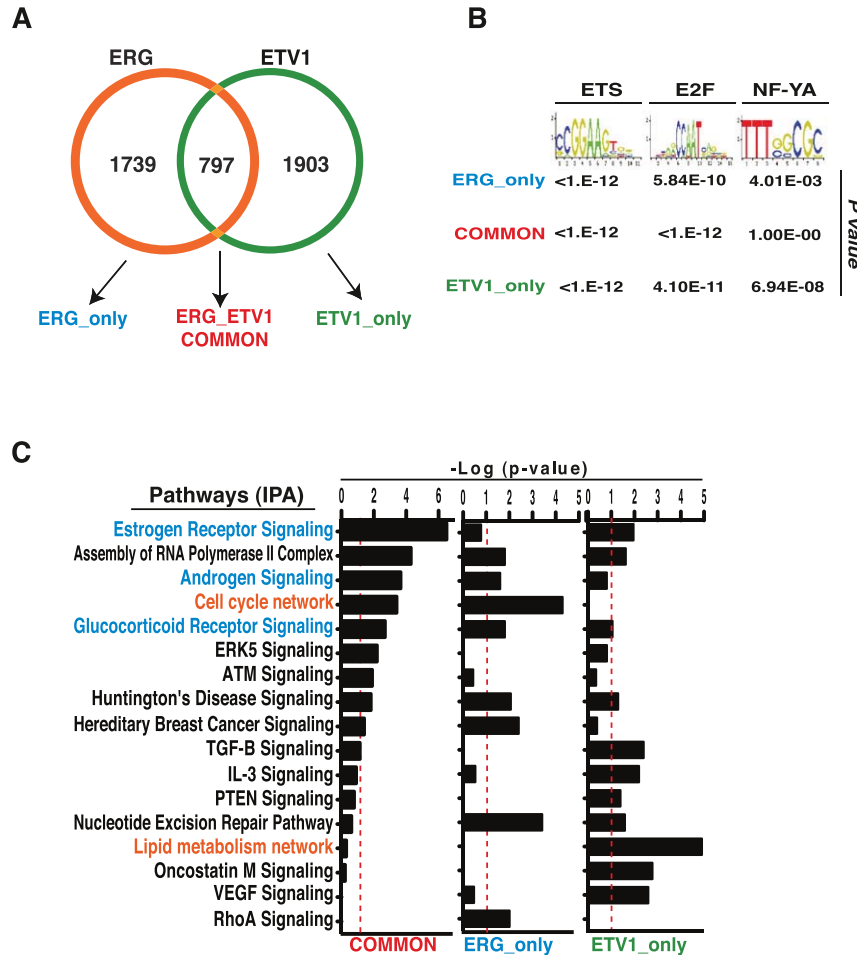 A
ERG
ETV1
1739
797
1903
ERG_only
ERG_ETV1
COMMON
ETV1_only
B
ETS
E2F
NF-YA
ERG_only
<1.E-12
5.84E-10
4.01E-03
COMMON
<1.E-12
<1.E-12
1.00E-00
ETV1_only
<1.E-12
4.10E-11
6.94E-08
P value
C
-Log (p-value)
Pathways (IPA)
0 2 4 6
0 1 2 3 4 5
0 1 2 3 4 5
Estrogen Receptor Signaling
Assembly of RNA Polymerase II Complex
Androgen Signaling
Cell cycle network
Glucocorticoid Receptor Signaling
ERK5 Signaling
ATM Signaling
Huntington's Disease Signaling
Hereditary Breast Cancer Signaling
TGF-B Signaling
IL-3 Signaling
PTEN Signaling
Nucleotide Excision Repair Pathway
Lipid metabolism network
Oncostatin M Signaling
VEGF Signaling
RhoA Signaling
COMMON
ERG_only
ETV1_only